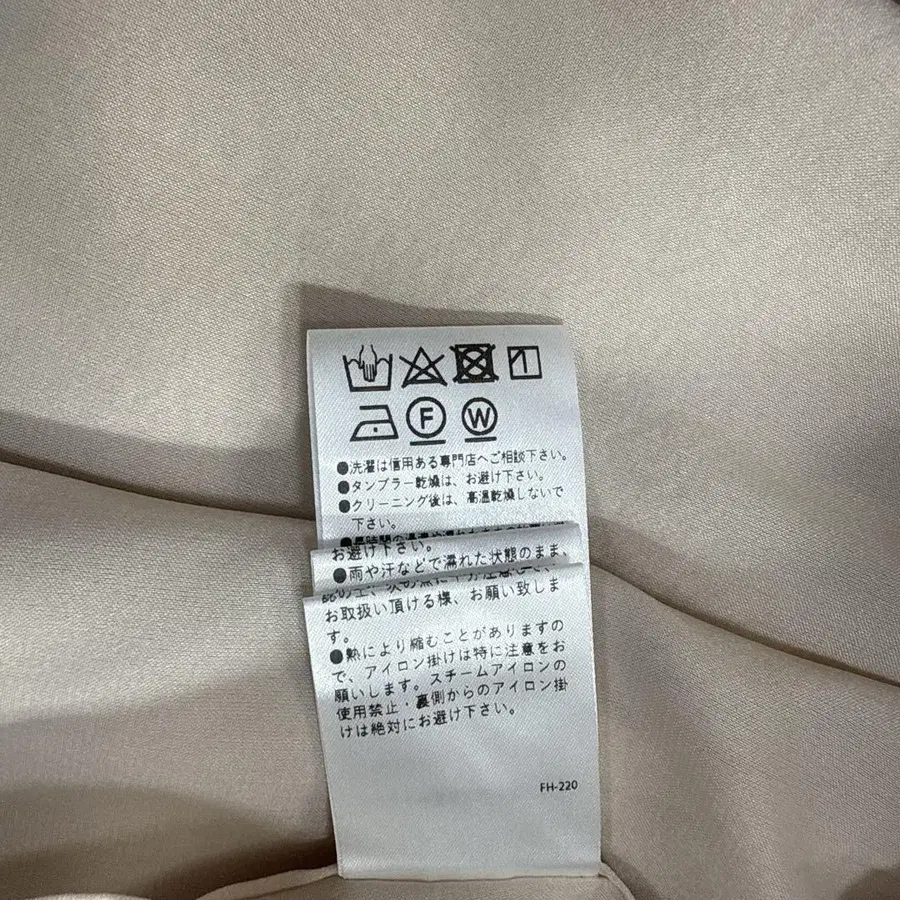 F W
●洗濯は信用ある専門店へご相談下さい。
●タンブラー乾燥は、お避け下さい。
●クリーニング後は、高温乾燥しないで
下さい。
お避け下さい。
●雨や汗などで濡れた状態のまま、
お取扱い頂ける様、お願い致しま
す。
●熱により縮むことがありますの
で、アイロン掛けは特に注意をお
願いします。スチームアイロンの
使用禁止・裏側からのアイロン掛
けは絶対にお避け下さい。
FH-220